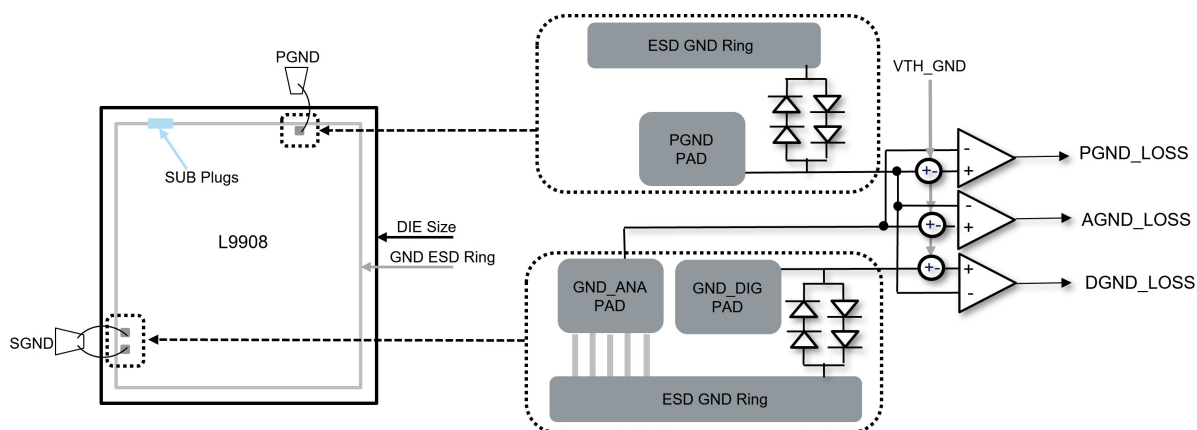 PGND
SUB Plugs
L9908
DIE Size
GND ESD Ring
SGND
ESD GND Ring
PGND
PAD
GND_ANA
PAD
GND_DIG
PAD
ESD GND Ring
VTH_GND
+-
+-
+-
-
+
-
+
+
-
PGND_LOSS
AGND_LOSS
DGND_LOSS